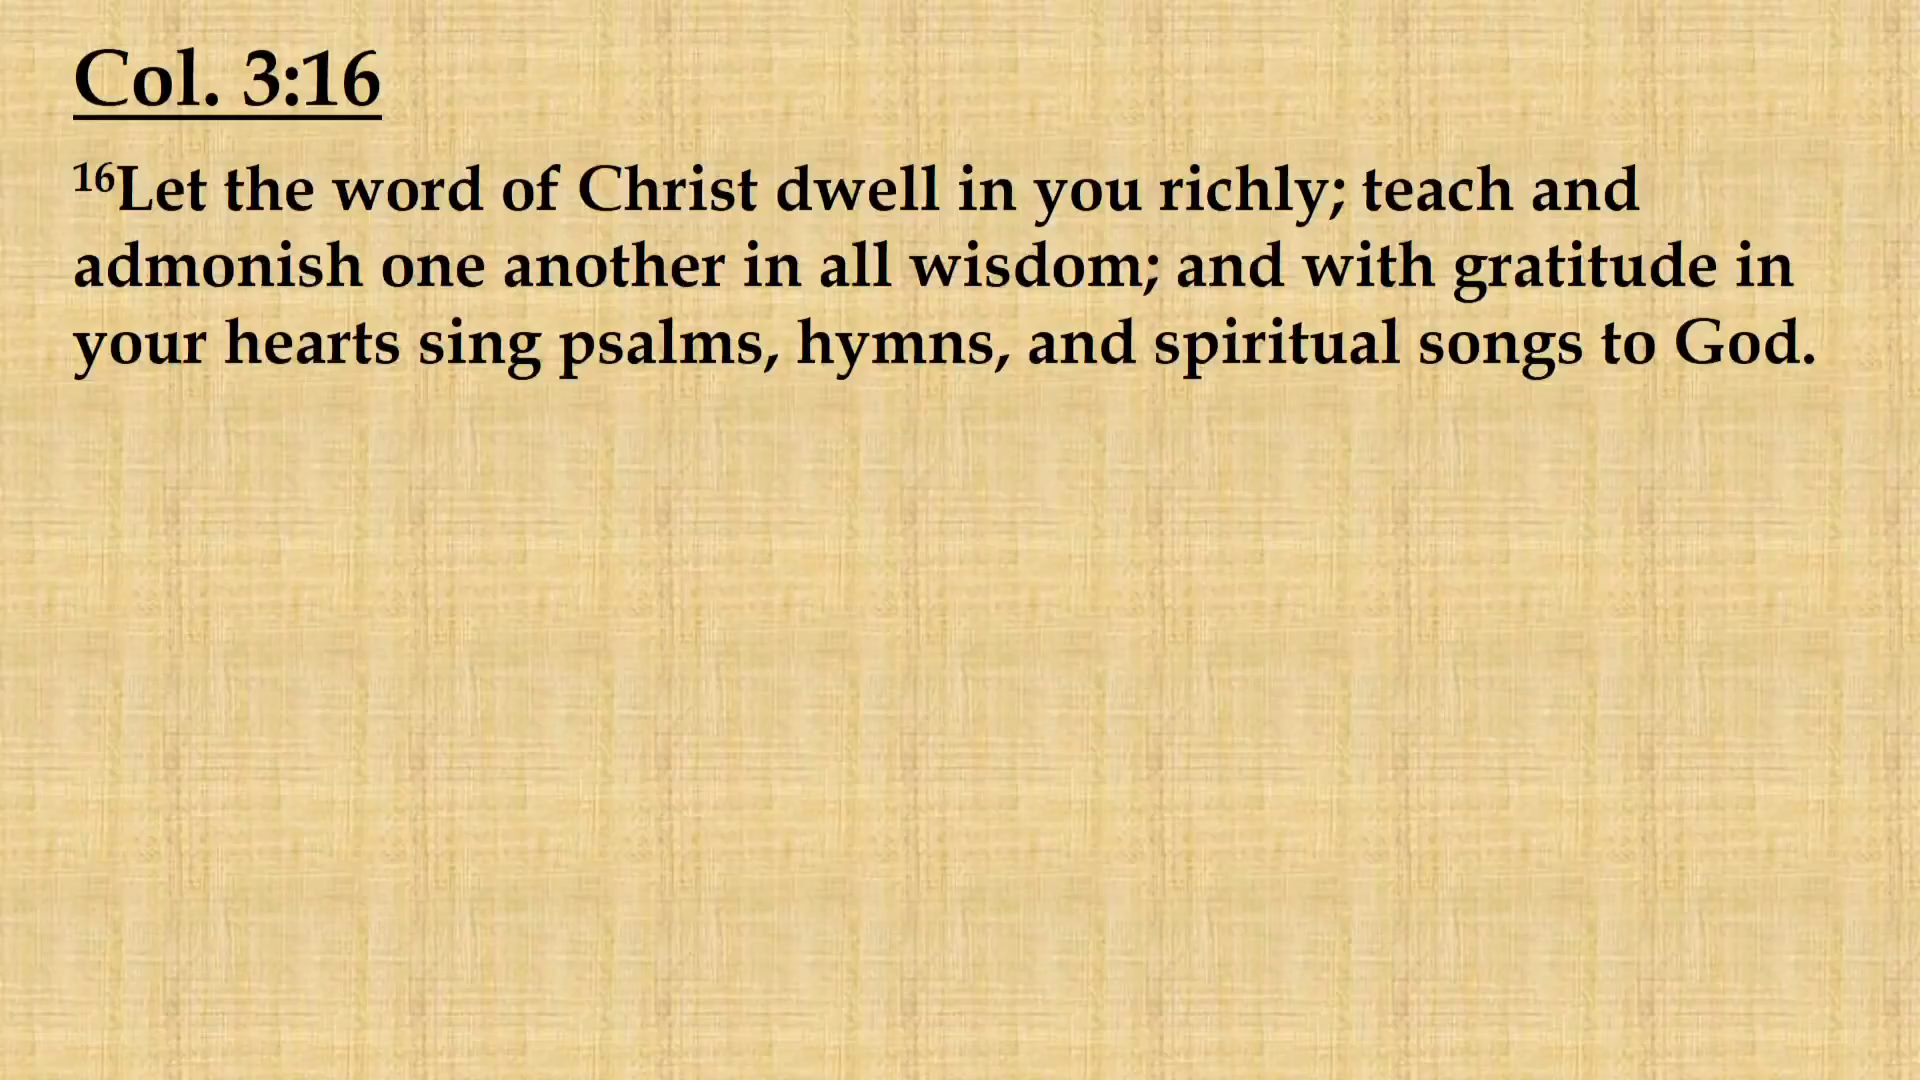 Col. 3:16
16Let the word of Christ dwell in you richly; teach and
admonish one another in all wisdom; and with gratitude in
your hearts sing psalms, hymns, and spiritual songs to God.